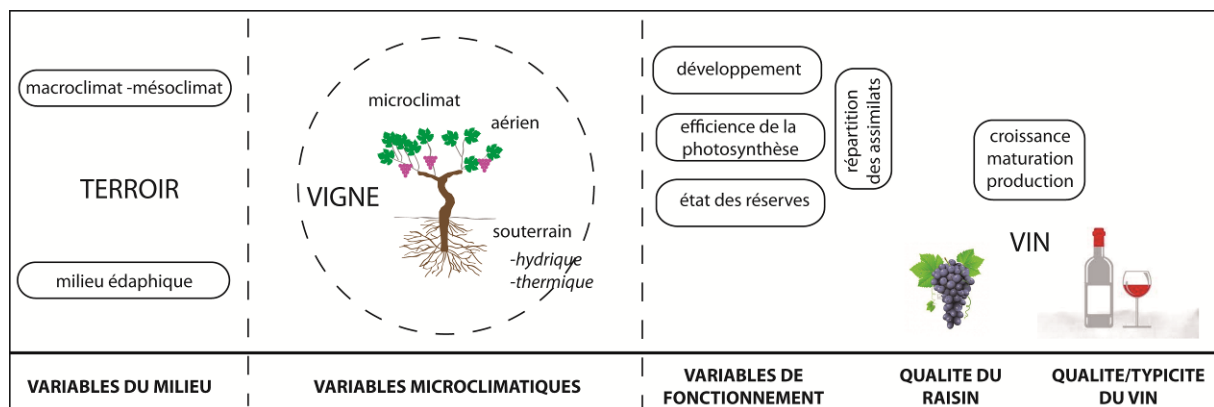 macroclimat -mésoclimat
TERROIR
milieu édaphique
microclimat
aérien
VIGNE
souterrain
-hydrique
-thermique
développement
efficience de la
photosynthèse
état des réserves
répartition
des assimilats
croissance
maturation
production
VIN
VARIABLES DU MILIEU
VARIABLES MICROCLIMATIQUES
VARIABLES DE
FONCTIONNEMENT
QUALITE DU
RAISIN
QUALITE/TYPICITE
DU VIN